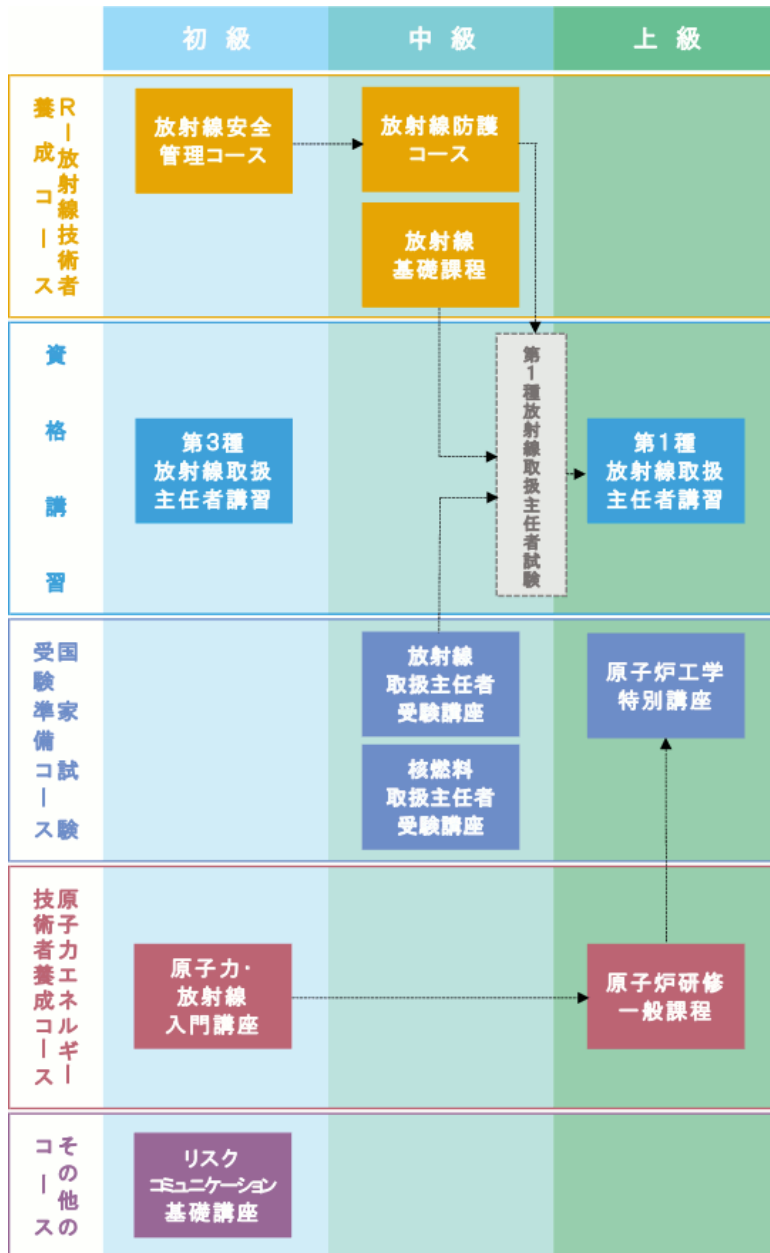 初級
中級
上級
RI・放射線技術者
養成コース
放射線安全
管理コース
放射線防護
コース
放射線
基礎課程
資格講習
第3種
放射線取扱
主任者講習
第1種放射線取扱主任者試験
第1種
放射線取扱
主任者講習
国家試験
受験準備コース
放射線
取扱主任者
受験講座
核燃料
取扱主任者
受験講座
原子炉工学
特別講座
原子力エネルギー
技術者養成コース
原子力・
放射線
入門講座
原子炉研修
一般課程
その他の
コース
リスク
コミュニケーション
基礎講座